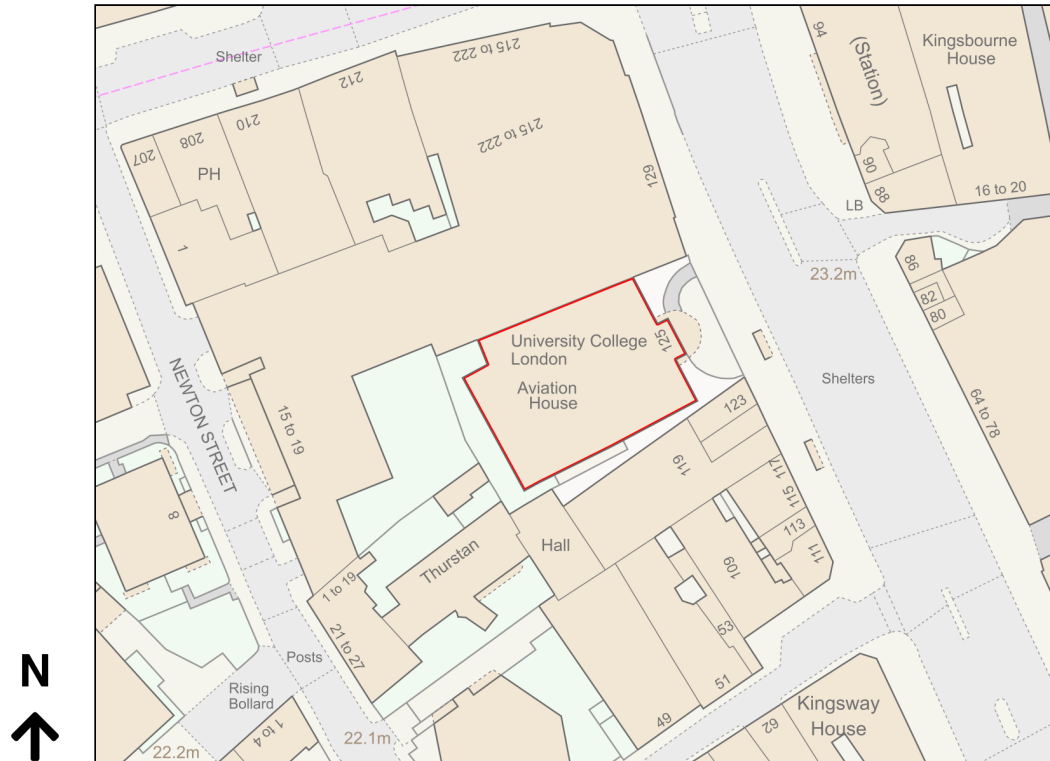 Shelter
215 to 222
94
(Station)
Kingsbourne
House
212
210
208
207
PH
215 to 222
129
90
88
16 to 20
LB
1
23.2m
86
82
80
University College
London
125
Aviation
House
NEWTON STREET
15 to 19
Shelters
64 to 78
123
119
117
115
113
111
8
Hall
109
Thurstan
1 to 19
21 to 27
53
51
49
Posts
Rising
Bollard
1 to 4
22.2m
22.1m
Kingsway
House
62
N